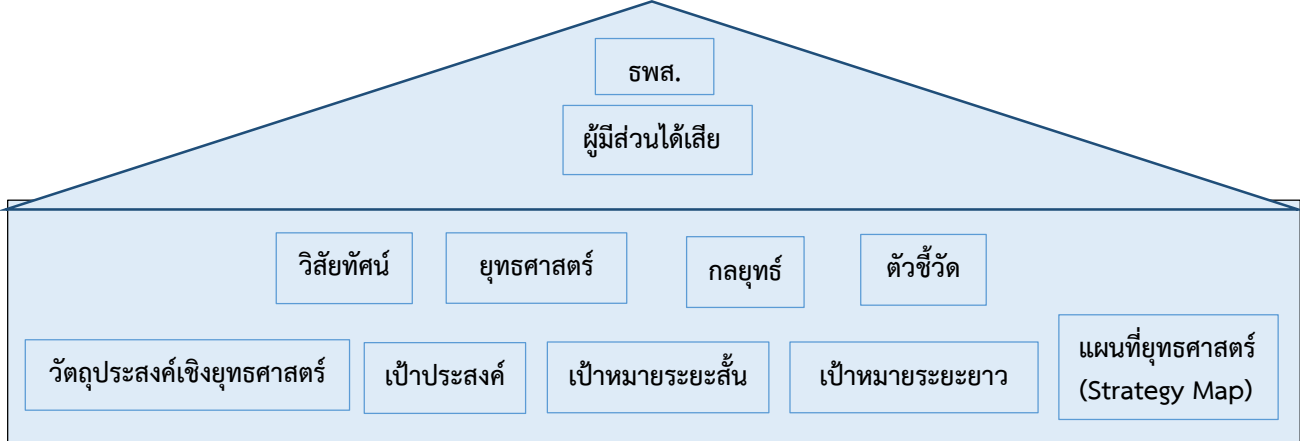 ธพส.
ผู้มีส่วนได้เสีย
วิสัยทัศน์
ยุทธศาสตร์
กลยุทธ์
ตัวชี้วัด
วัตถุประสงค์เชิงยุทธศาสตร์
เป้าประสงค์
เป้าหมายระยะสั้น
เป้าหมายระยะยาว
แผนที่ยุทธศาสตร์
(Strategy Map)